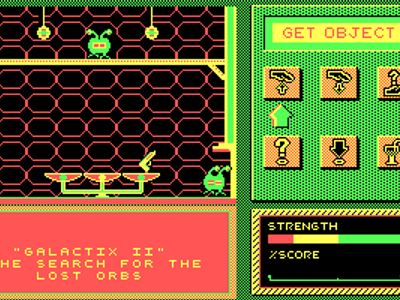 GET OBJECT
STRENGTH
%SCORE
"GALACTIX II"
HE SEARCH FOR THE
LOST ORBS